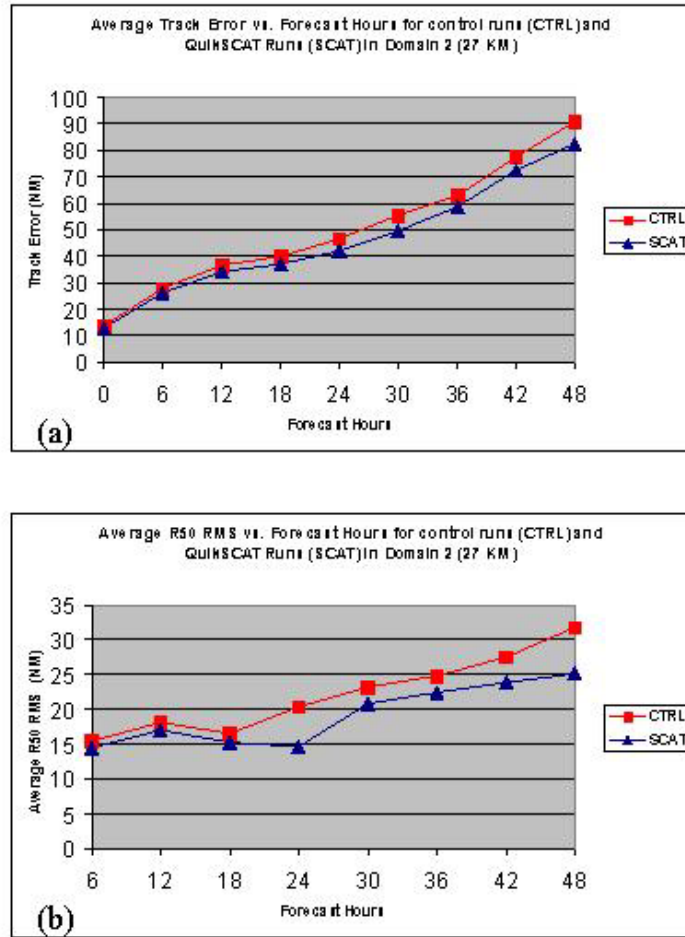 Average Track Error vs. Forecast Hours for control runs (CTRL) and
QuikSCAT Runs (SCAT) in Domain 2 (27 KM)
Track Error (NM)
100
90
80
70
60
50
40
30
20
10
0
0 6 12 18 24 30 36 42 48
Forecast Hours
CTRL
SCAT
(a)
Average R50 RMS vs. Forecast Hours for control runs (CTRL) and
QuikSCAT Runs (SCAT) in Domain 2 (27 KM)
Average R50 RMS (NM)
35
30
25
20
15
10
5
0
6 12 18 24 30 36 42 48
Forecast Hours
CTRL
SCAT
(b)